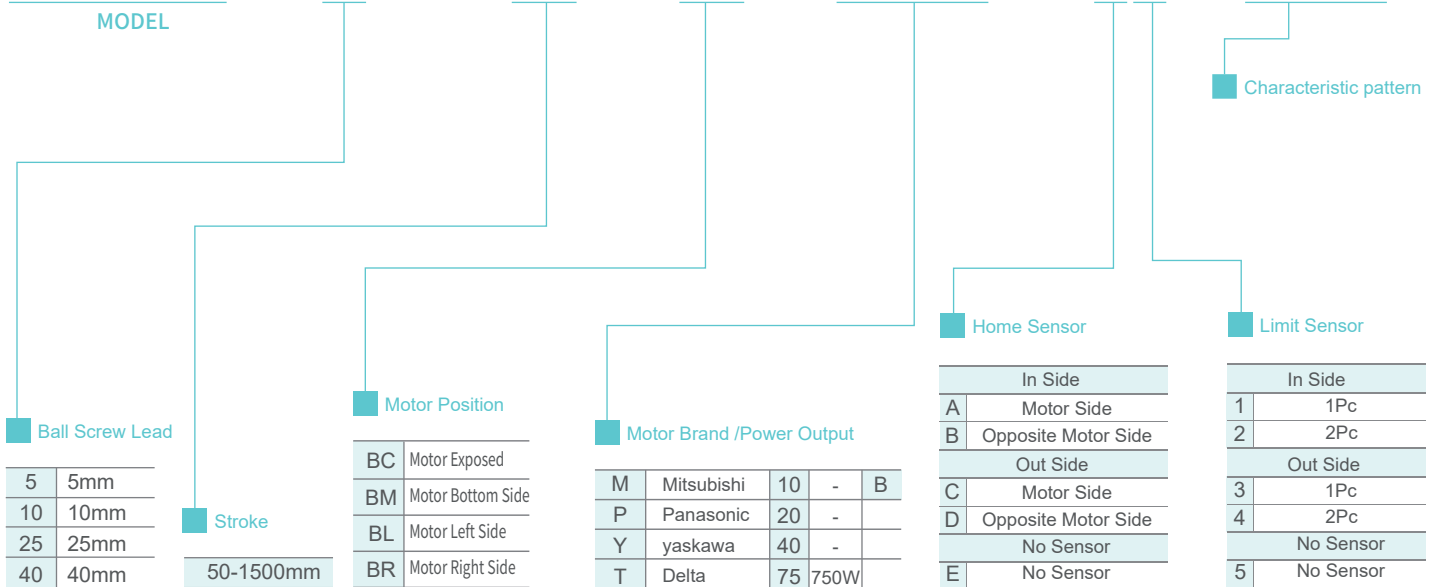 MODEL
Characteristic pattern
Home Sensor
Limit Sensor
Motor Position
Ball Screw Lead
Motor Brand /Power Output
Stroke
5 5mm
10 10mm
25 25mm
40 40mm
50-1500mm
BC Motor Exposed
BM Motor Bottom Side
BL Motor Left Side
BR Motor Right Side
M Mitsubishi 10 - B
P Panasonic 20 -
Y yaskawa 40 -
T Delta 75 750W
In Side
A Motor Side
B Opposite Motor Side
Out Side
C Motor Side
D Opposite Motor Side
No Sensor
E No Sensor
In Side
1 1Pc
2 2Pc
Out Side
3 1Pc
4 2Pc
No Sensor
5 No Sensor